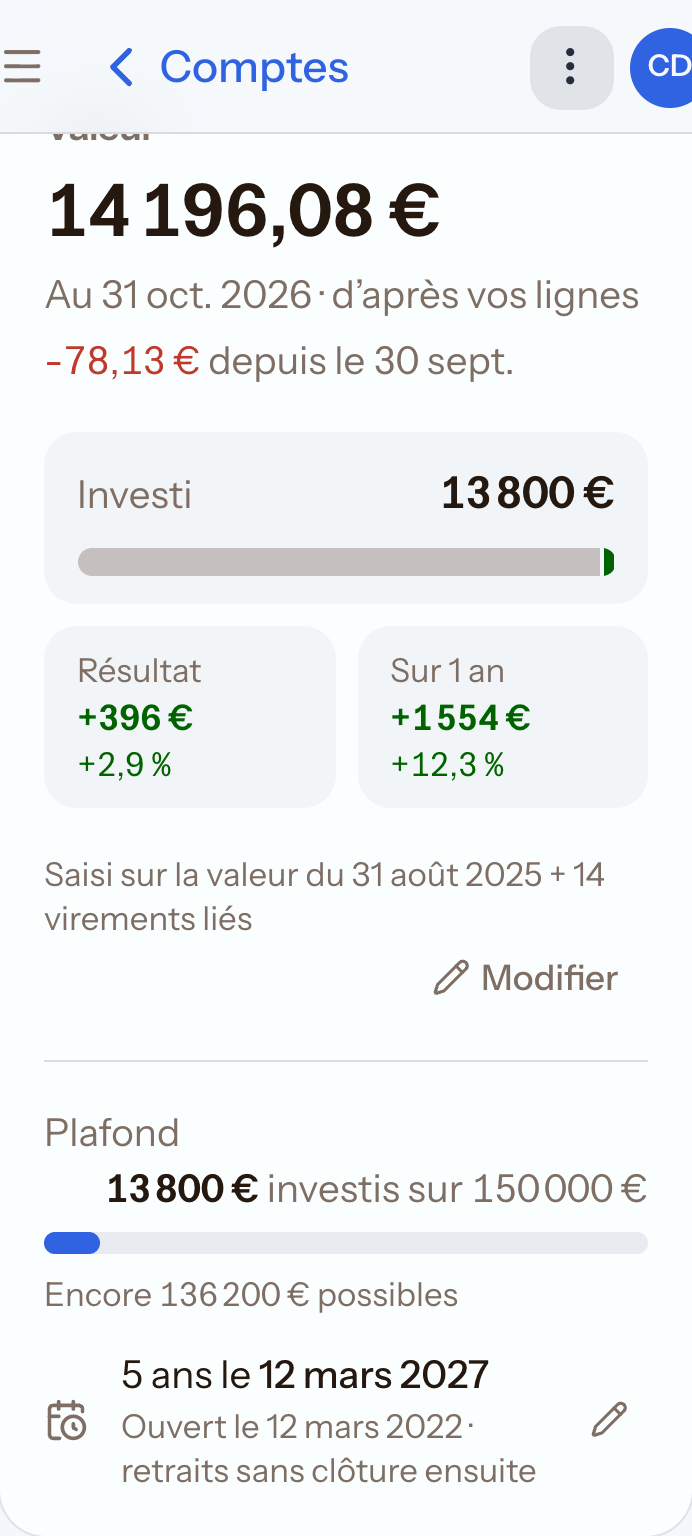 Comptes
CD
Valeur
14 196,08 €
Au 31 oct. 2026 · d’après vos lignes
-78,13 € depuis le 30 sept.
Investi
13 800 €
Résultat
+396 €
+2,9 %
Sur 1 an
+1 554 €
+12,3 %
Saisi sur la valeur du 31 août 2025 + 14
virements liés
Modifier
Plafond
13 800 € investis sur 150 000 €
Encore 136 200 € possibles
5 ans le 12 mars 2027
Ouvert le 12 mars 2022 ·
retraits sans clôture ensuite